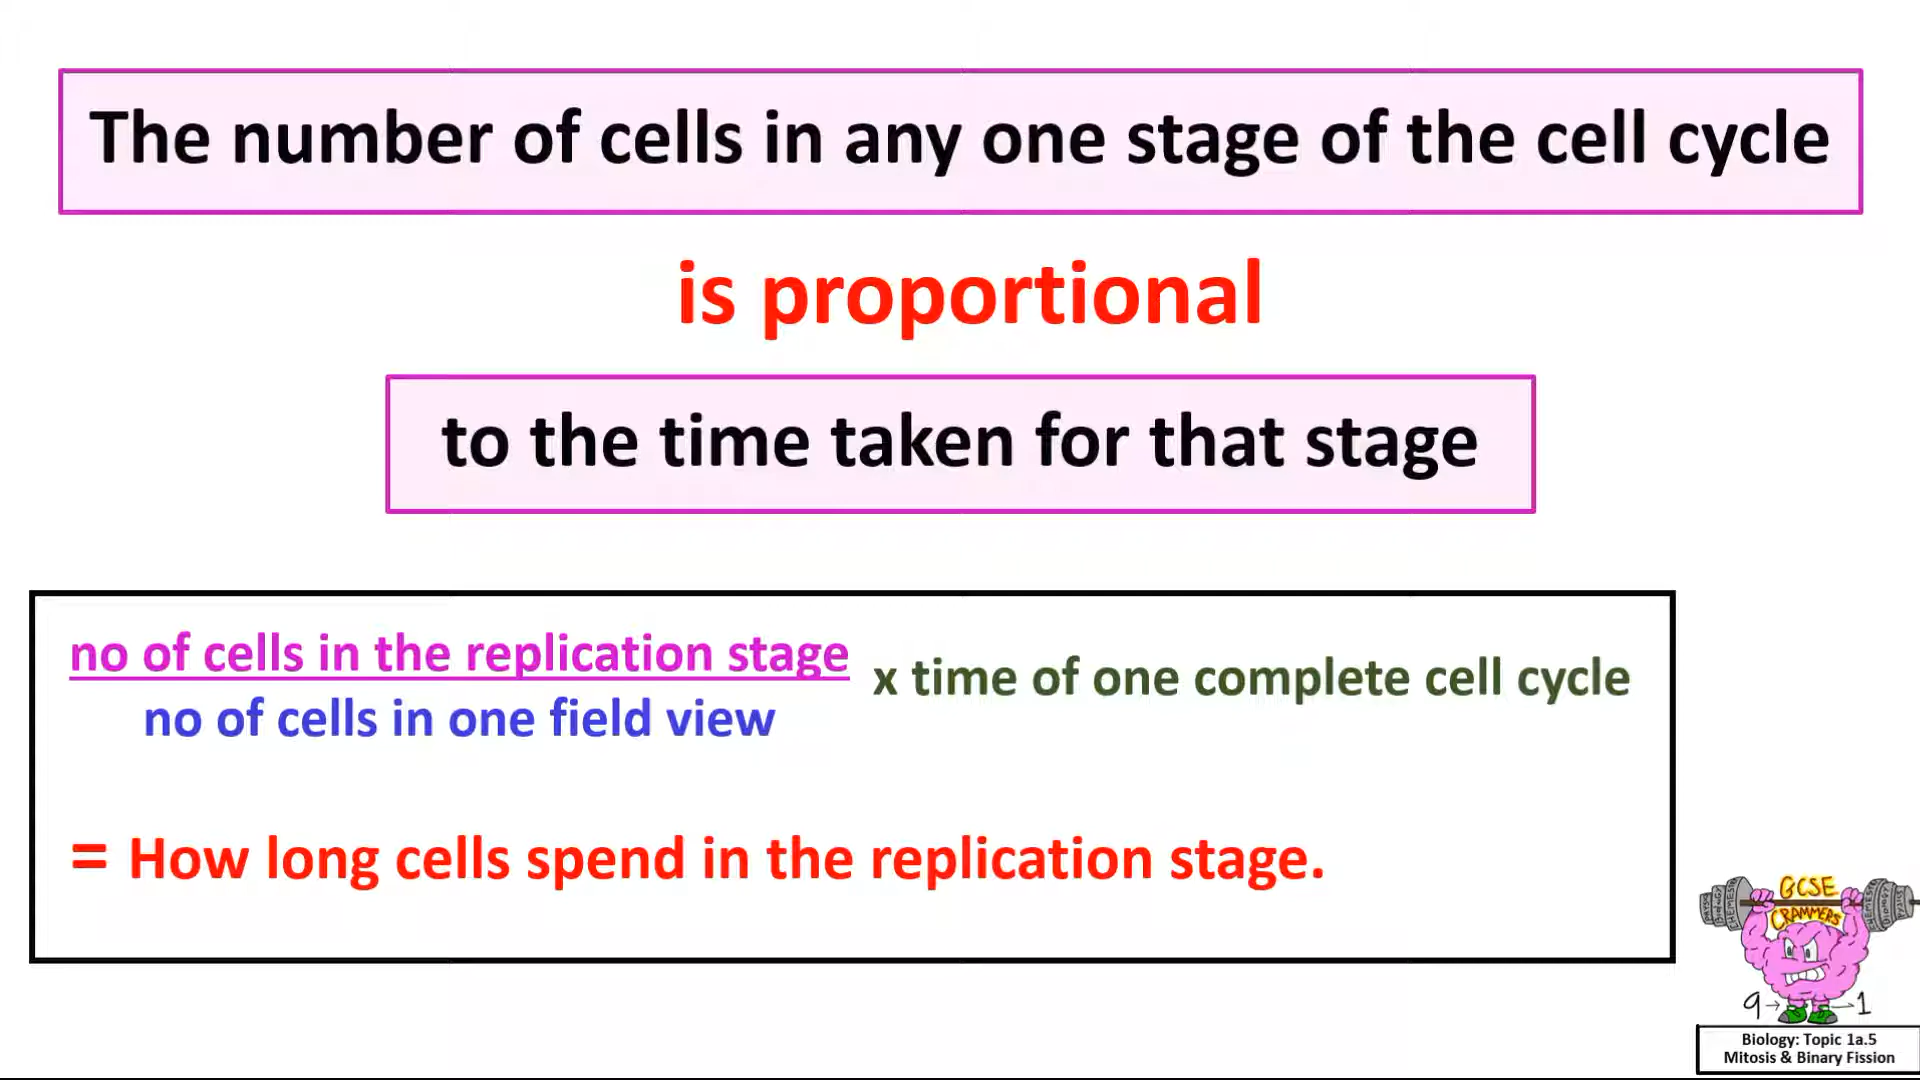 The number of cells in any one stage of the cell cycle
is proportional
to the time taken for that stage
no of cells in the replication stage
no of cells in one field view
x time of one complete cell cycle
= How long cells spend in the replication stage.
GCSE
CRAMMERS
9 → 1
Biology: Topic 1a.5
Mitosis & Binary Fission